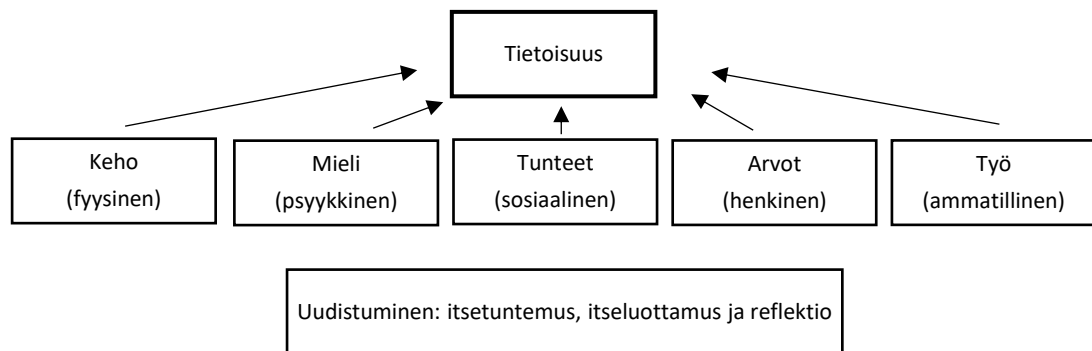 Tietoisuus
Keho
(fyysinen)
Mieli
(psyykkinen)
Tunteet
(sosiaalinen)
Arvot
(henkinen)
Työ
(ammatillinen)
Uudistuminen: itsetuntemus, itseluottamus ja reflektio